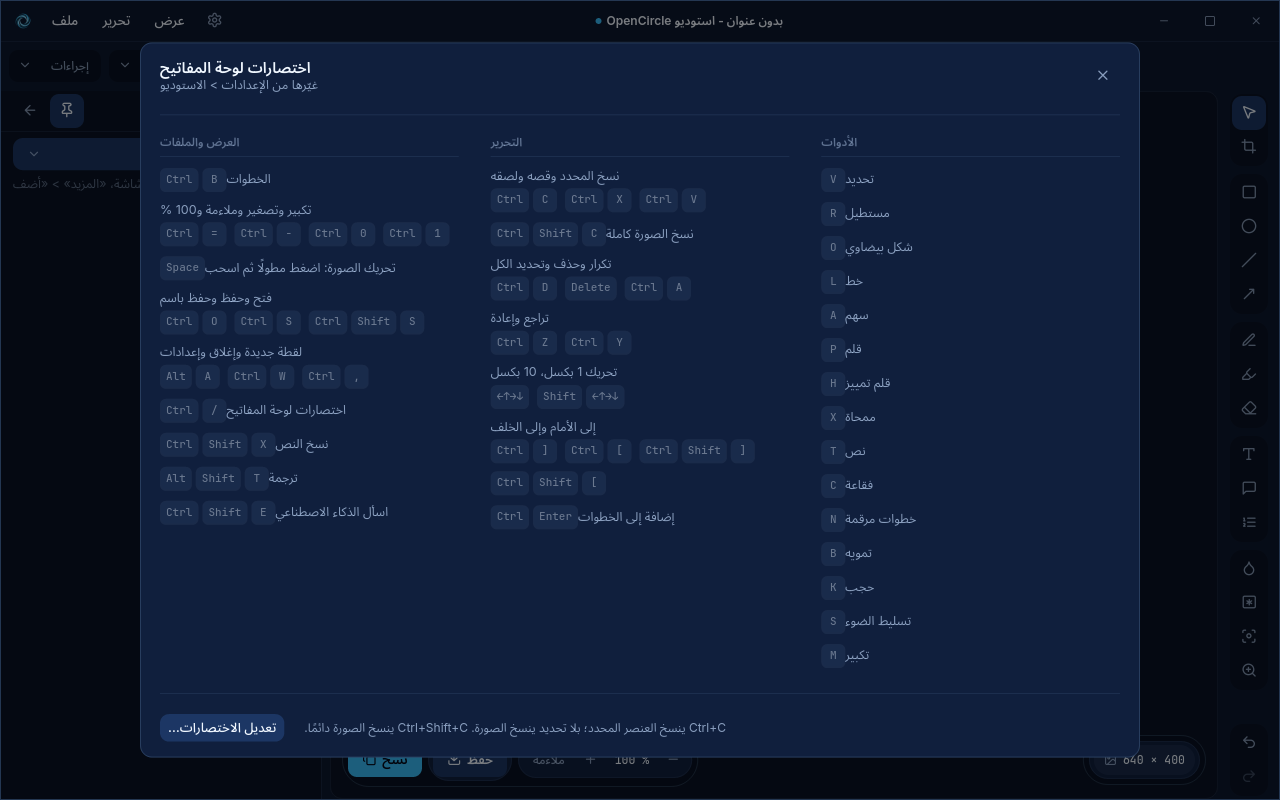 ملف
تحرير
عرض
بدون عنوان - استوديو OpenCircle
إجراءات
اختصارات لوحة المفاتيح
غيّرها من الإعدادات > الاستوديو
الأدوات
تحديد V
مستطيل R
شكل بيضاوي O
خط L
سهم A
قلم P
قلم تمييز H
ممحاة X
نص T
فقاعة C
خطوات مرقمة N
تمويه B
حجب K
تسليط الضوء S
تكبير M
التحرير
نسخ المحدد وقصه ولصقه
Ctrl C Ctrl X Ctrl V
نسخ الصورة كاملة Ctrl Shift C
تكرار وحذف وتحديد الكل
Ctrl D Delete Ctrl A
تراجع وإعادة
Ctrl Z Ctrl Y
تحريك 1 بكسل، 10 بكسل
←↑→↓ Shift ←↑→↓
إلى الأمام وإلى الخلف
Ctrl ] Ctrl [ Ctrl Shift ]
Ctrl Shift [
إضافة إلى الخطوات Ctrl Enter
العرض والملفات
الخطوات Ctrl B
تكبير وتصغير وملاءمة و100 %
Ctrl = Ctrl - Ctrl 0 Ctrl 1
تحريك الصورة: اضغط مطولًا ثم اسحب Space
فتح وحفظ وحفظ باسم
Ctrl O Ctrl S Ctrl Shift S
لقطة جديدة وإغلاق وإعدادات
Alt A Ctrl W Ctrl ,
اختصارات لوحة المفاتيح Ctrl /
نسخ النص Ctrl Shift X
ترجمة Alt Shift T
اسأل الذكاء الاصطناعي Ctrl Shift E
شاشة. «المزيد» > «أضف
Ctrl+C ينسخ العنصر المحدد؛ بلا تحديد ينسخ الصورة. Ctrl+Shift+C ينسخ الصورة دائمًا.
تعديل الاختصارات...
نسخ
حفظ
ملاءمة
100 %
640 × 400